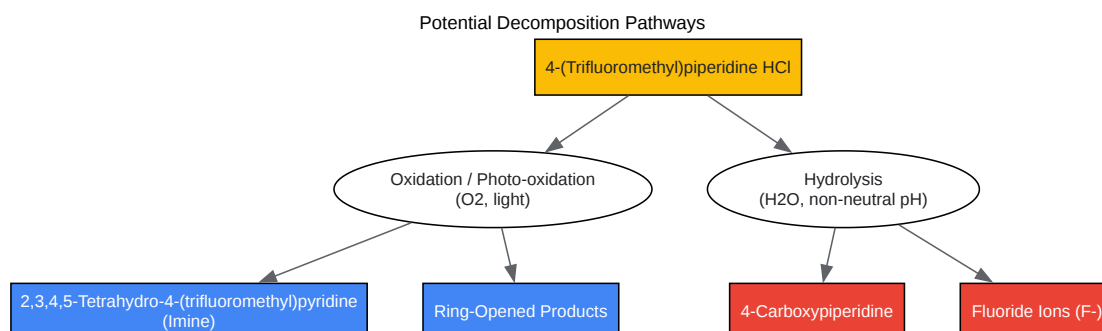 Potential Decomposition Pathways
4-(Trifluoromethyl)piperidine HCl
Oxidation / Photo-oxidation
(O2, light)
Hydrolysis
(H2O, non-neutral pH)
2,3,4,5-Tetrahydro-4-(trifluoromethyl)pyridine
(Imine)
Ring-Opened Products
4-Carboxypiperidine
Fluoride Ions (F-)